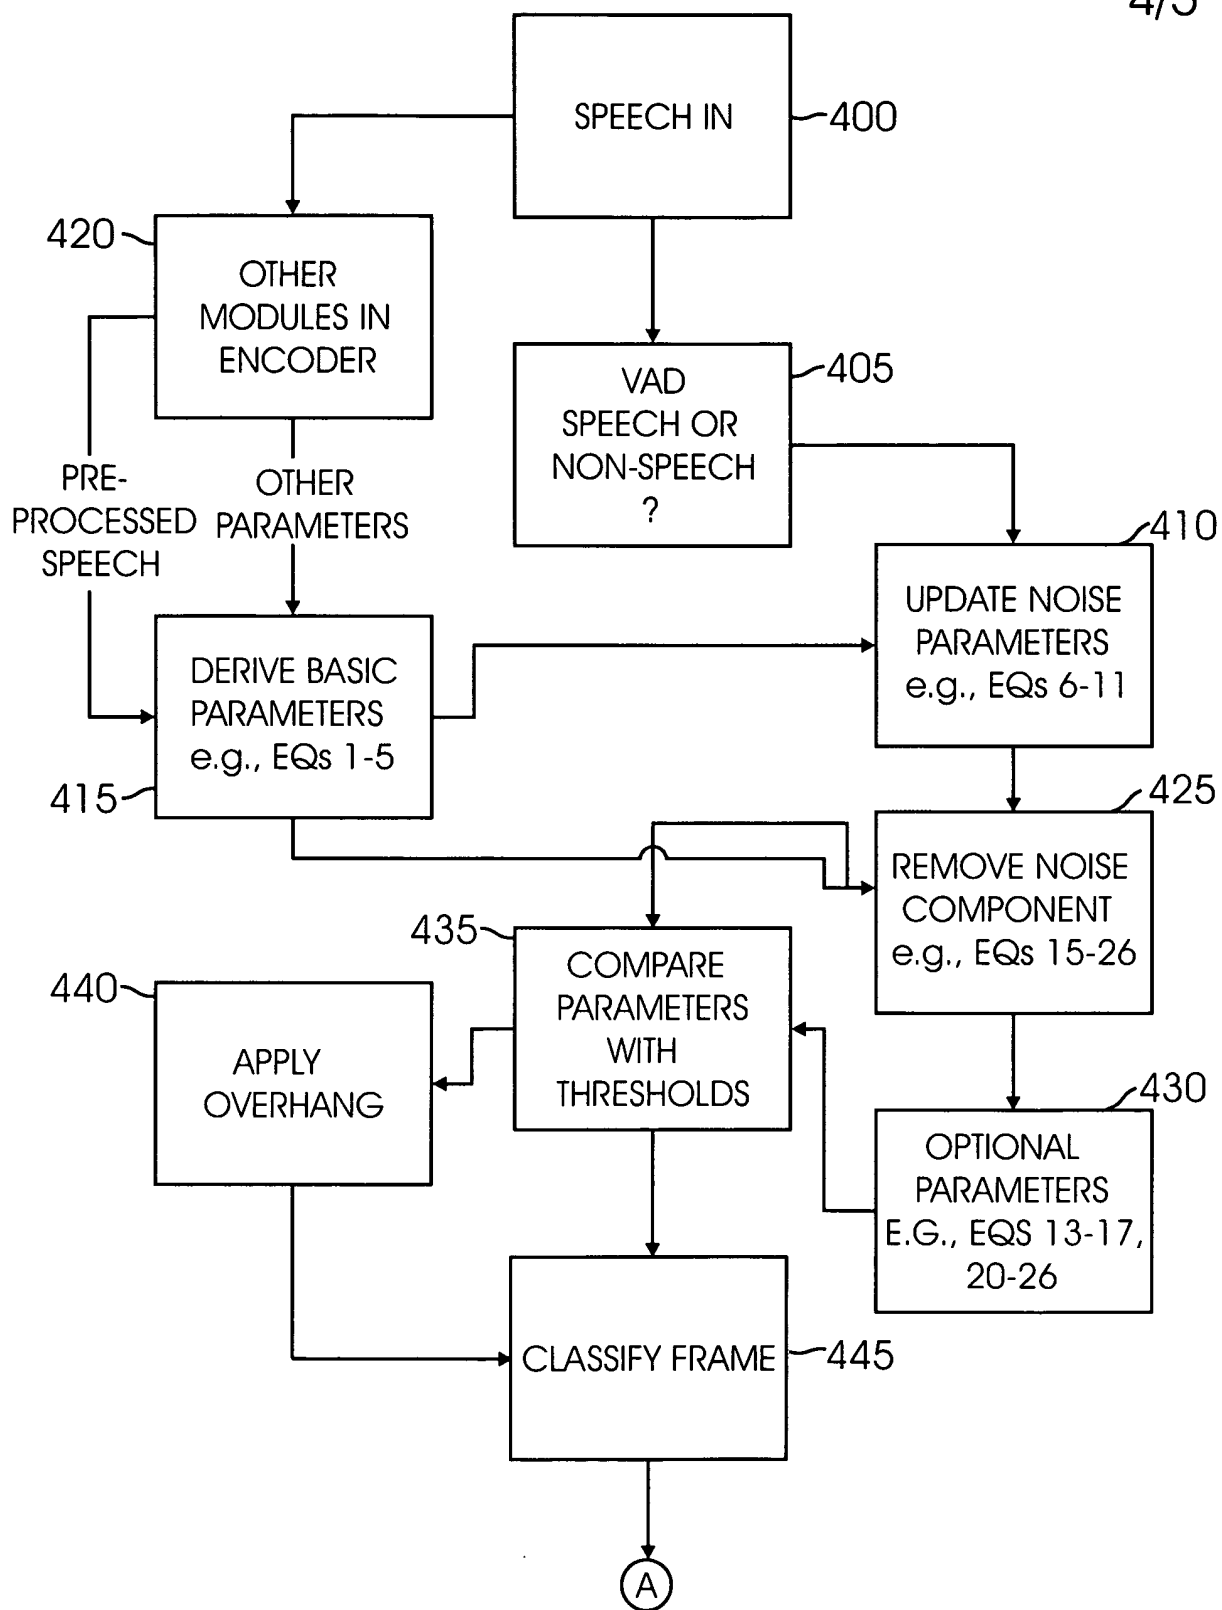 4/5
SPEECH IN
400
420
OTHER
MODULES IN
ENCODER
VAD
SPEECH OR
NON-SPEECH
?
405
PRE-
PROCESSED
SPEECH
OTHER
PARAMETERS
410
UPDATE NOISE
PARAMETERS
e.g., EQs 6-11
DERIVE BASIC
PARAMETERS
e.g., EQs 1-5
415
425
REMOVE NOISE
COMPONENT
e.g., EQs 15-26
435
COMPARE
PARAMETERS
WITH
THRESHOLDS
440
APPLY
OVERHANG
430
OPTIONAL
PARAMETERS
E.G., EQS 13-17,
20-26
CLASSIFY FRAME
445
A